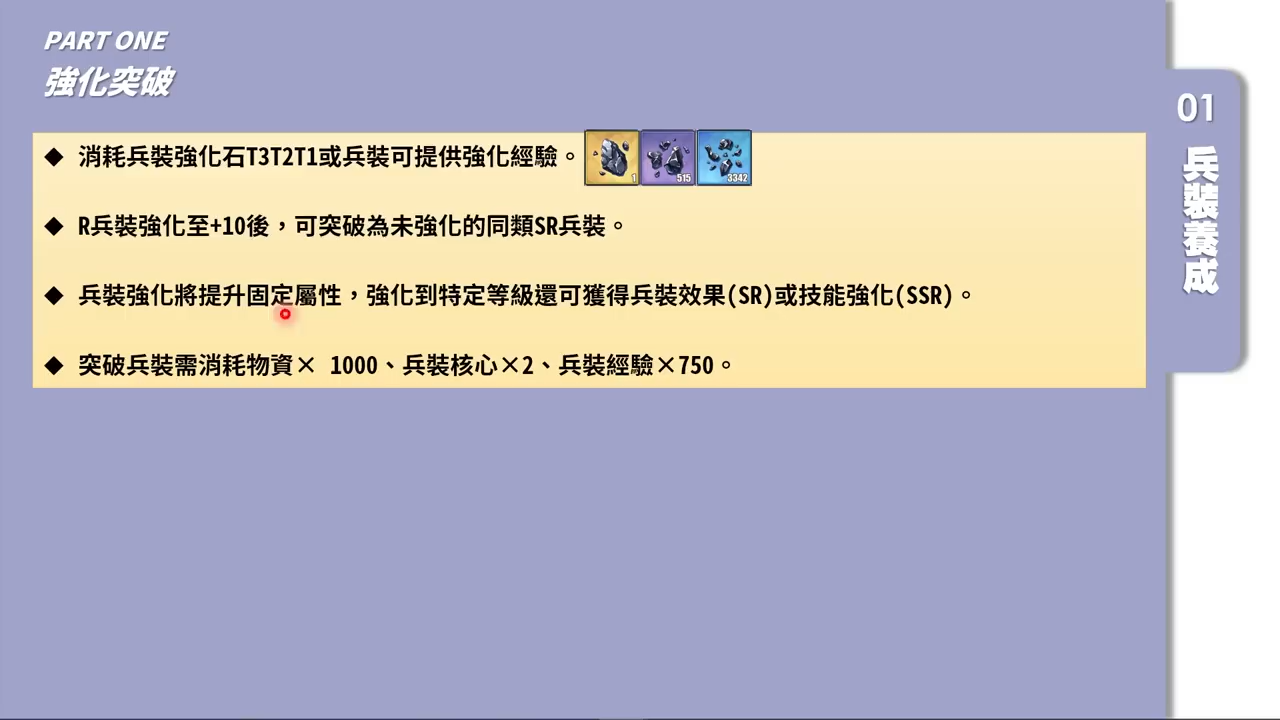 PART ONE
強化突破
◆ 消耗兵裝強化石T3T2T1或兵裝可提供強化經驗。
1
515
3342
◆ R兵裝強化至+10後，可突破為未強化的同類SR兵裝。
◆ 兵裝強化將提升固定屬性，強化到特定等級還可獲得兵裝效果(SR)或技能強化(SSR)。
◆ 突破兵裝需消耗物資× 1000、兵裝核心×2、兵裝經驗×750。
01
兵裝養成